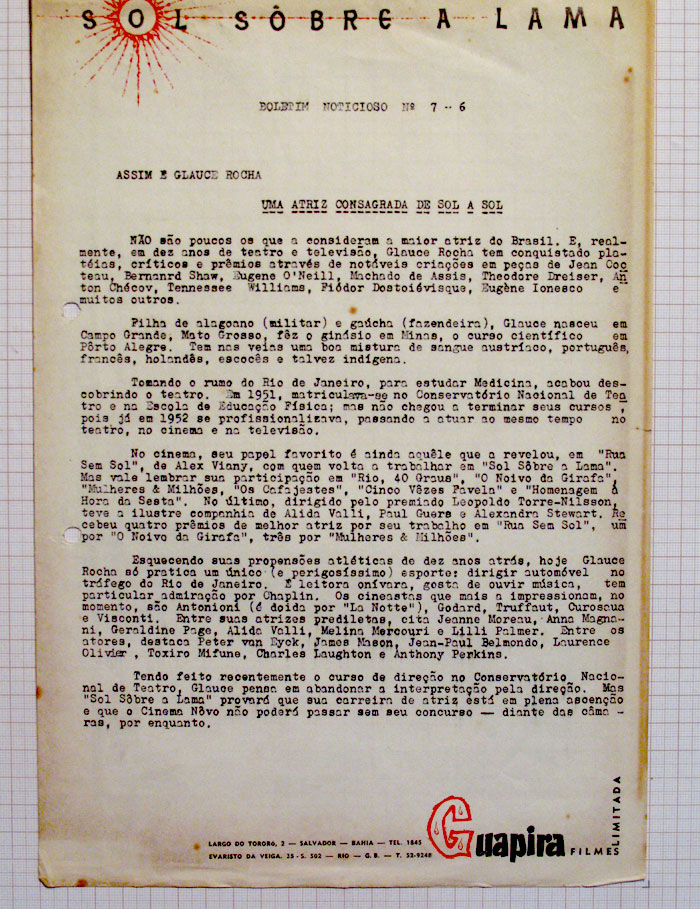 SOL SÔBRE A LAMA
BOLETIM NOTICIOSO Nº 7 - 6
ASSIM E GLAUCE ROCHA
UMA ATRIZ CONSAGRADA DE SOL A SOL
NÃO são poucos os que a consideram a maior atriz do Brasil. E, real-
mente, em dez anos de teatro e televisão, Glauce Rocha tem conquistado pla-
téias, críticos e prêmios através de notáveis criações em peças de Jean Coc
teau, Bernanrd Shaw, Eugene O'Neill, Machado de Assis, Theodore Dreiser, An
ton Chécov, Tennessee Williams, Fiódor Dostoiévisque, Eugène Ionesco e
muitos outros.
Filha de alagoano (militar) e gaúcha (fazendeira), Glauce nasceu em
Campo Grande, Mato Grosso, fêz o ginásio em Minas, o curso científico em
Pôrto Alegre. Tem nas veias uma boa mistura de sangue austríaco, português,
francês, holandês, escocês e talvez indígena.
Tomando o rumo do Rio de Janeiro, para estudar Medicina, acabou des-
cobrindo o teatro. Em 1951, matriculava-se no Conservatório Nacional de Tea
tro e na Escola de Educação Física; mas não chegou a terminar seus cursos ,
pois já em 1952 se profissionalizava, passando a atuar ao mesmo tempo no
teatro, no cinema e na televisão.
No cinema, seu papel favorito é ainda aquêle que a revelou, em "Rua
Sem Sol", de Alex Viany, com quem volta a trabalhar em "Sol Sôbre a Lama".
Mas vale lembrar sua participação em "Rio, 40 Graus", "O Noivo da Girafa",
"Mulheres & Milhões, "Os Cafajestes", "Cinco Vêzes Favela" e "Homenagem à
Hora da Sesta". No último, dirigido pelo premiado Leopoldo Torre-Nilsson,
teve a ilustre companhia de Alida Valli, Paul Guers e Alexandra Stewart. Re
cebeu quatro prêmios de melhor atriz por seu trabalho em "Rua Sem Sol", um
por "O Noivo da Girafa", três por "Mulheres & Milhões".
Esquecendo suas propensões atléticas de dez anos atrás, hoje Glauce
Rocha só pratica um único (e perigosíssimo) esporte: dirigir automóvel no
tráfego do Rio de Janeiro. É leitora onívara, gosta de ouvir música, tem
particular admiração por Chaplin. Os cineastas que mais a impressionam, no
momento, são Antonioni (é doida por "La Notte"), Godard, Truffaut, Curosaua
e Visconti. Entre suas atrizes prediletas, cita Jeanne Moreau, Anna Magna-
ni, Geraldine Page, Alida Valli, Melina Mercouri e Lilli Palmer. Entre os
atores, destaca Peter van Eyck, James Mason, Jean-Paul Belmondo, Laurence
Olivier , Toxiro Mifune, Charles Laughton e Anthony Perkins.
Tendo feito recentemente o curso de direção no Conservatório Nacio-
nal de Teatro, Glauce pensa em abandonar a interpretação pela direção. Mas
"Sol Sôbre a Lama" provará que sua carreira de atriz está em plena ascenção
e que o Cinema Nôvo não poderá passar sem seu concurso — diante das câma -
ras, por enquanto.
LARGO DO TORORG, 2 — SALVADOR — BAHIA — TEL. 1845
EVARISTO DA VEIGA, 35 - S. 502 — RIO — G. B. — T. 52-9248
Guapira FILMES LIMITADA